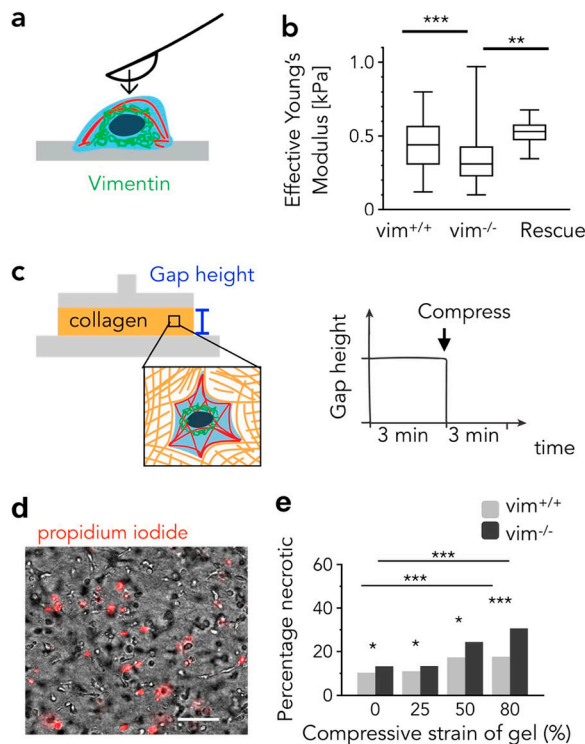 a
Vimentin
b
Effective Young's
Modulus [kPa]
1.0
0.5
0
***
**
vim+/+ vim-/- Rescue
c
Gap height
collagen
Compress
Gap height
3 min 3 min
time
d
propidium iodide
e
vim+/+
vim-/-
Percentage necrotic
60
40
20
0
***
***
* * * ***
0 25 50 80
Compressive strain of gel (%)